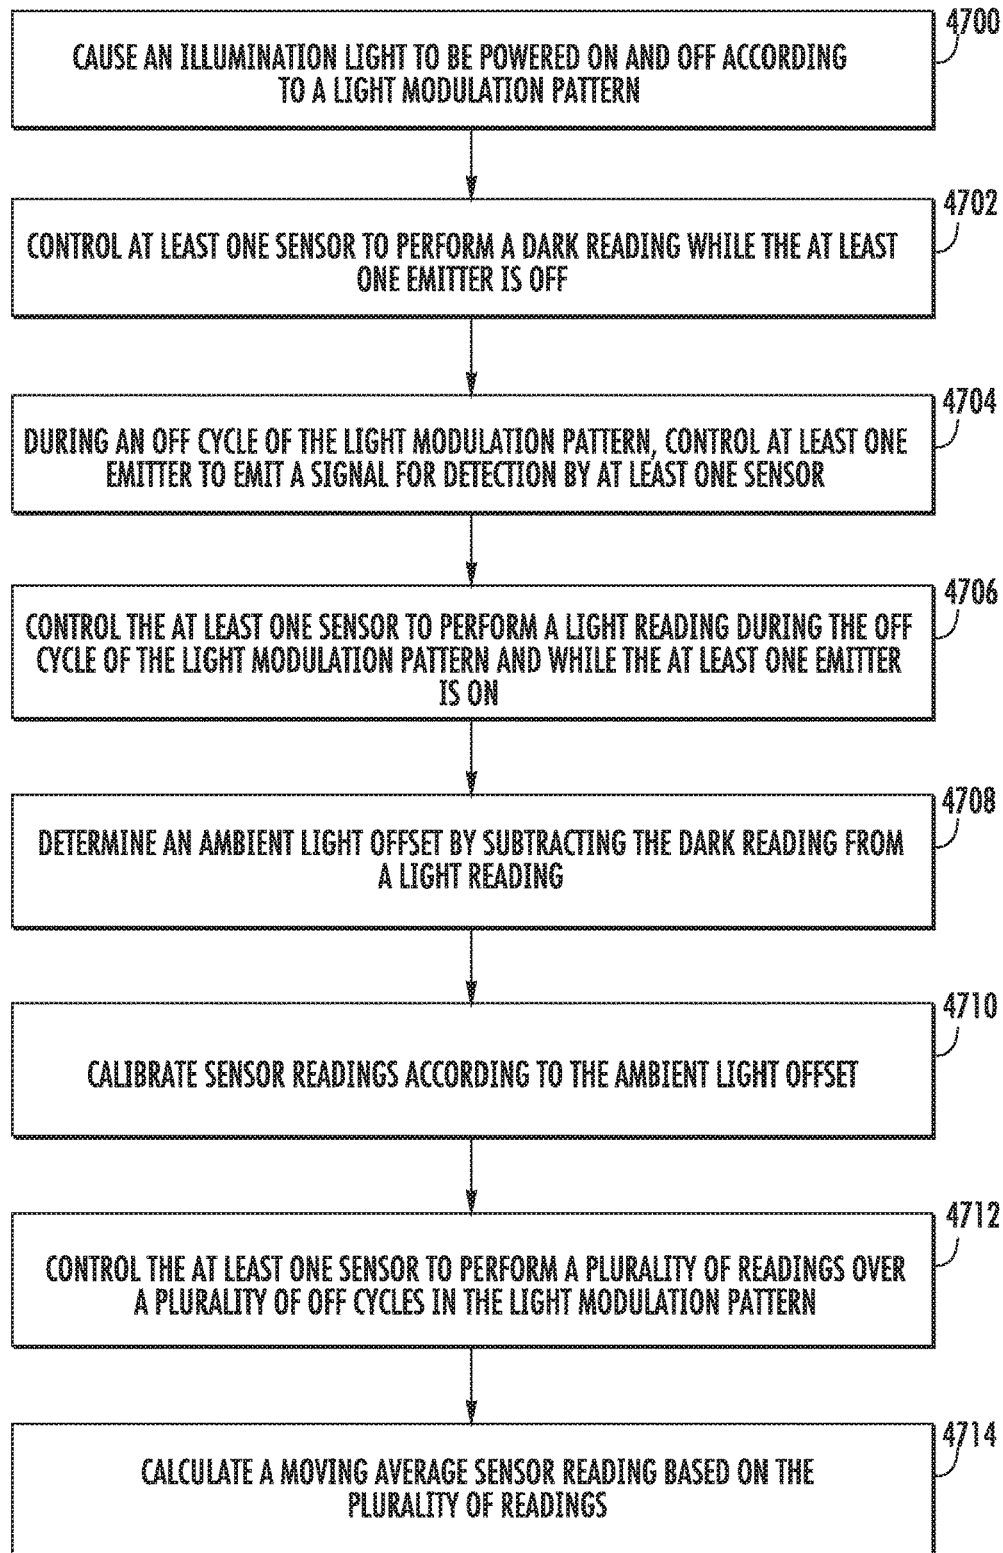 4700
CAUSE AN ILLUMINATION LIGHT TO BE POWERED ON AND OFF ACCORDING
TO A LIGHT MODULATION PATTERN
4702
CONTROL AT LEAST ONE SENSOR TO PERFORM A DARK READING WHILE THE AT LEAST
ONE EMITTER IS OFF
4704
DURING AN OFF CYCLE OF THE LIGHT MODULATION PATTERN, CONTROL AT LEAST ONE
EMITTER TO EMIT A SIGNAL FOR DETECTION BY AT LEAST ONE SENSOR
4706
CONTROL THE AT LEAST ONE SENSOR TO PERFORM A LIGHT READING DURING THE OFF
CYCLE OF THE LIGHT MODULATION PATTERN AND WHILE THE AT LEAST ONE EMITTER
IS ON
4708
DETERMINE AN AMBIENT LIGHT OFFSET BY SUBTRACTING THE DARK READING FROM
A LIGHT READING
4710
CALIBRATE SENSOR READINGS ACCORDING TO THE AMBIENT LIGHT OFFSET
4712
CONTROL THE AT LEAST ONE SENSOR TO PERFORM A PLURALITY OF READINGS OVER
A PLURALITY OF OFF CYCLES IN THE LIGHT MODULATION PATTERN
4714
CALCULATE A MOVING AVERAGE SENSOR READING BASED ON THE
PLURALITY OF READINGS